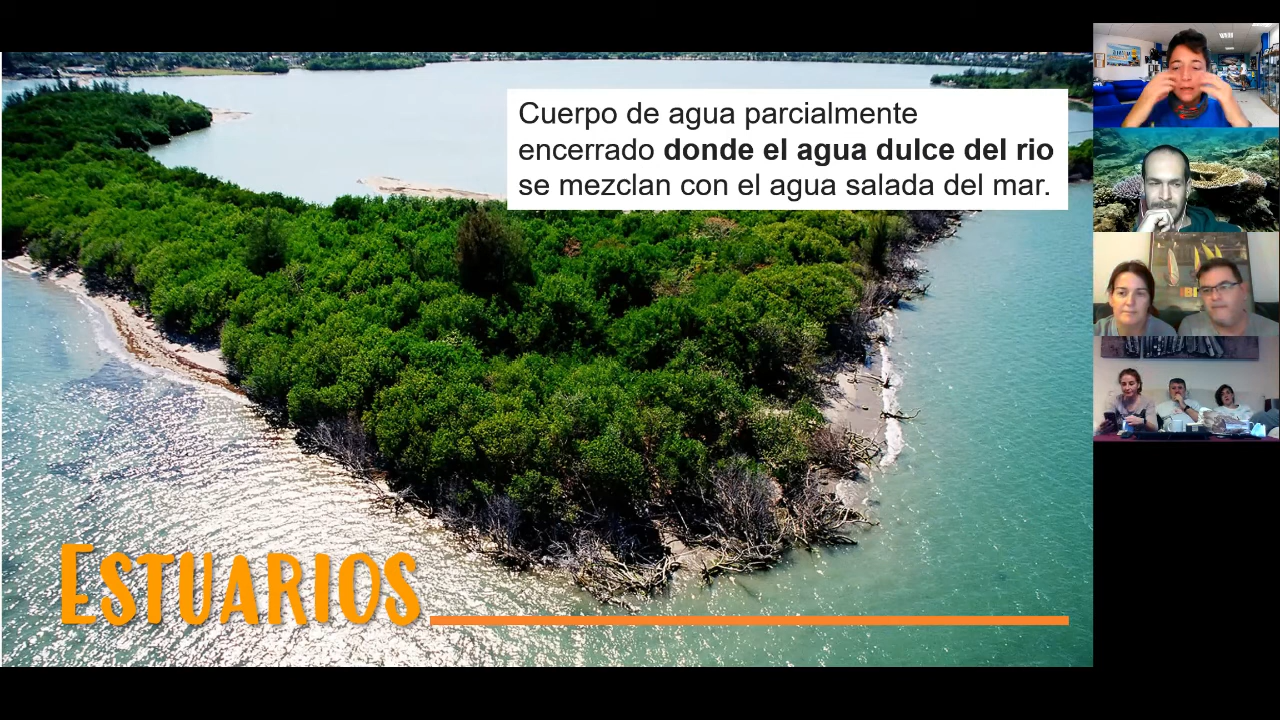 Cuerpo de agua parcialmente
encerrado donde el agua dulce del rio
se mezclan con el agua salada del mar.
ESTUARIOS